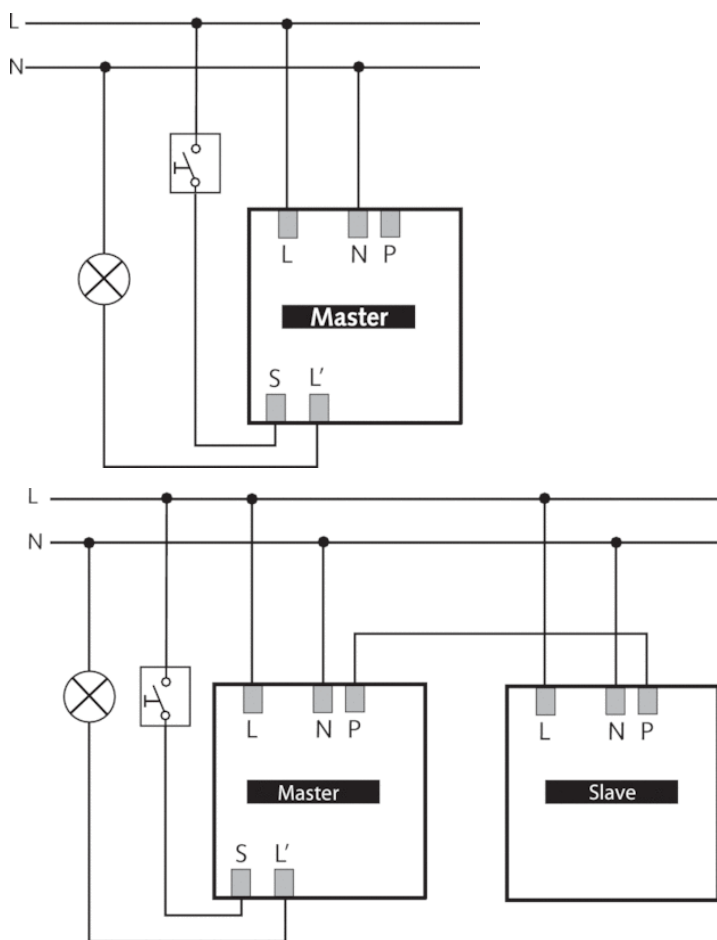 L
N
L N P
Master
S L'
L
N
L N P L N P
Master Slave
S L'